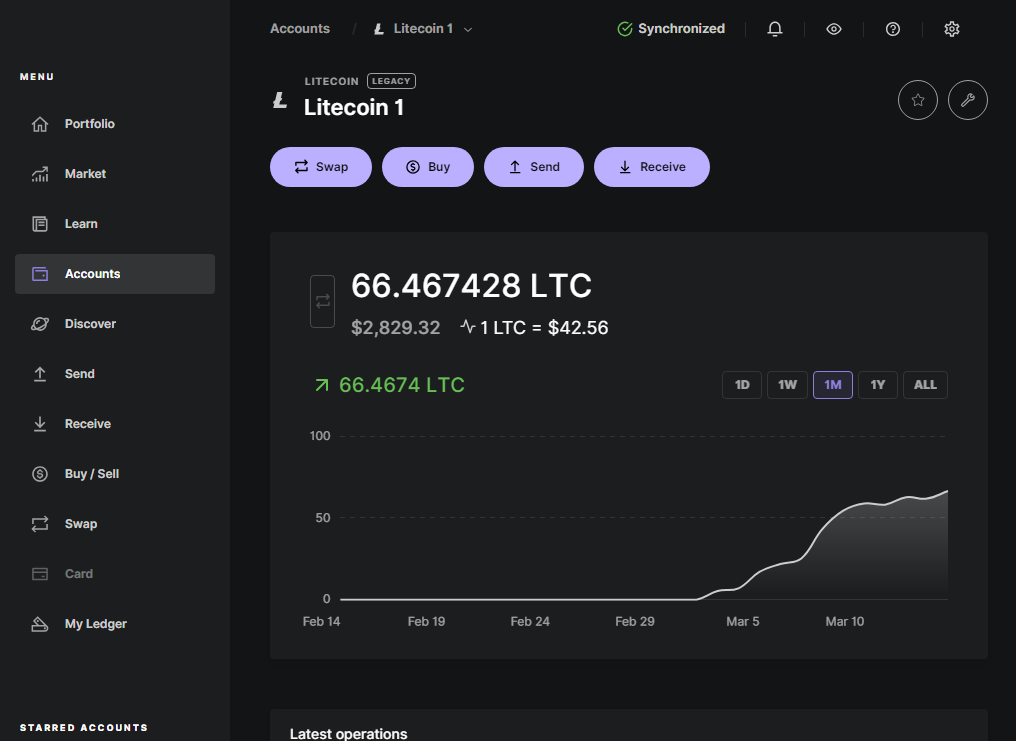 Accounts / Litecoin 1 Synchronized
MENU
Portfolio
Market
Learn
Accounts
Discover
Send
Receive
Buy / Sell
Swap
Card
My Ledger
STARRED ACCOUNTS
LITECOIN LEGACY
Litecoin 1
Swap Buy Send Receive
66.467428 LTC
$2,829.32 1 LTC = $42.56
66.4674 LTC 1D 1W 1M 1Y ALL
100
50
0
Feb 14 Feb 19 Feb 24 Feb 29 Mar 5 Mar 10
Latest operations